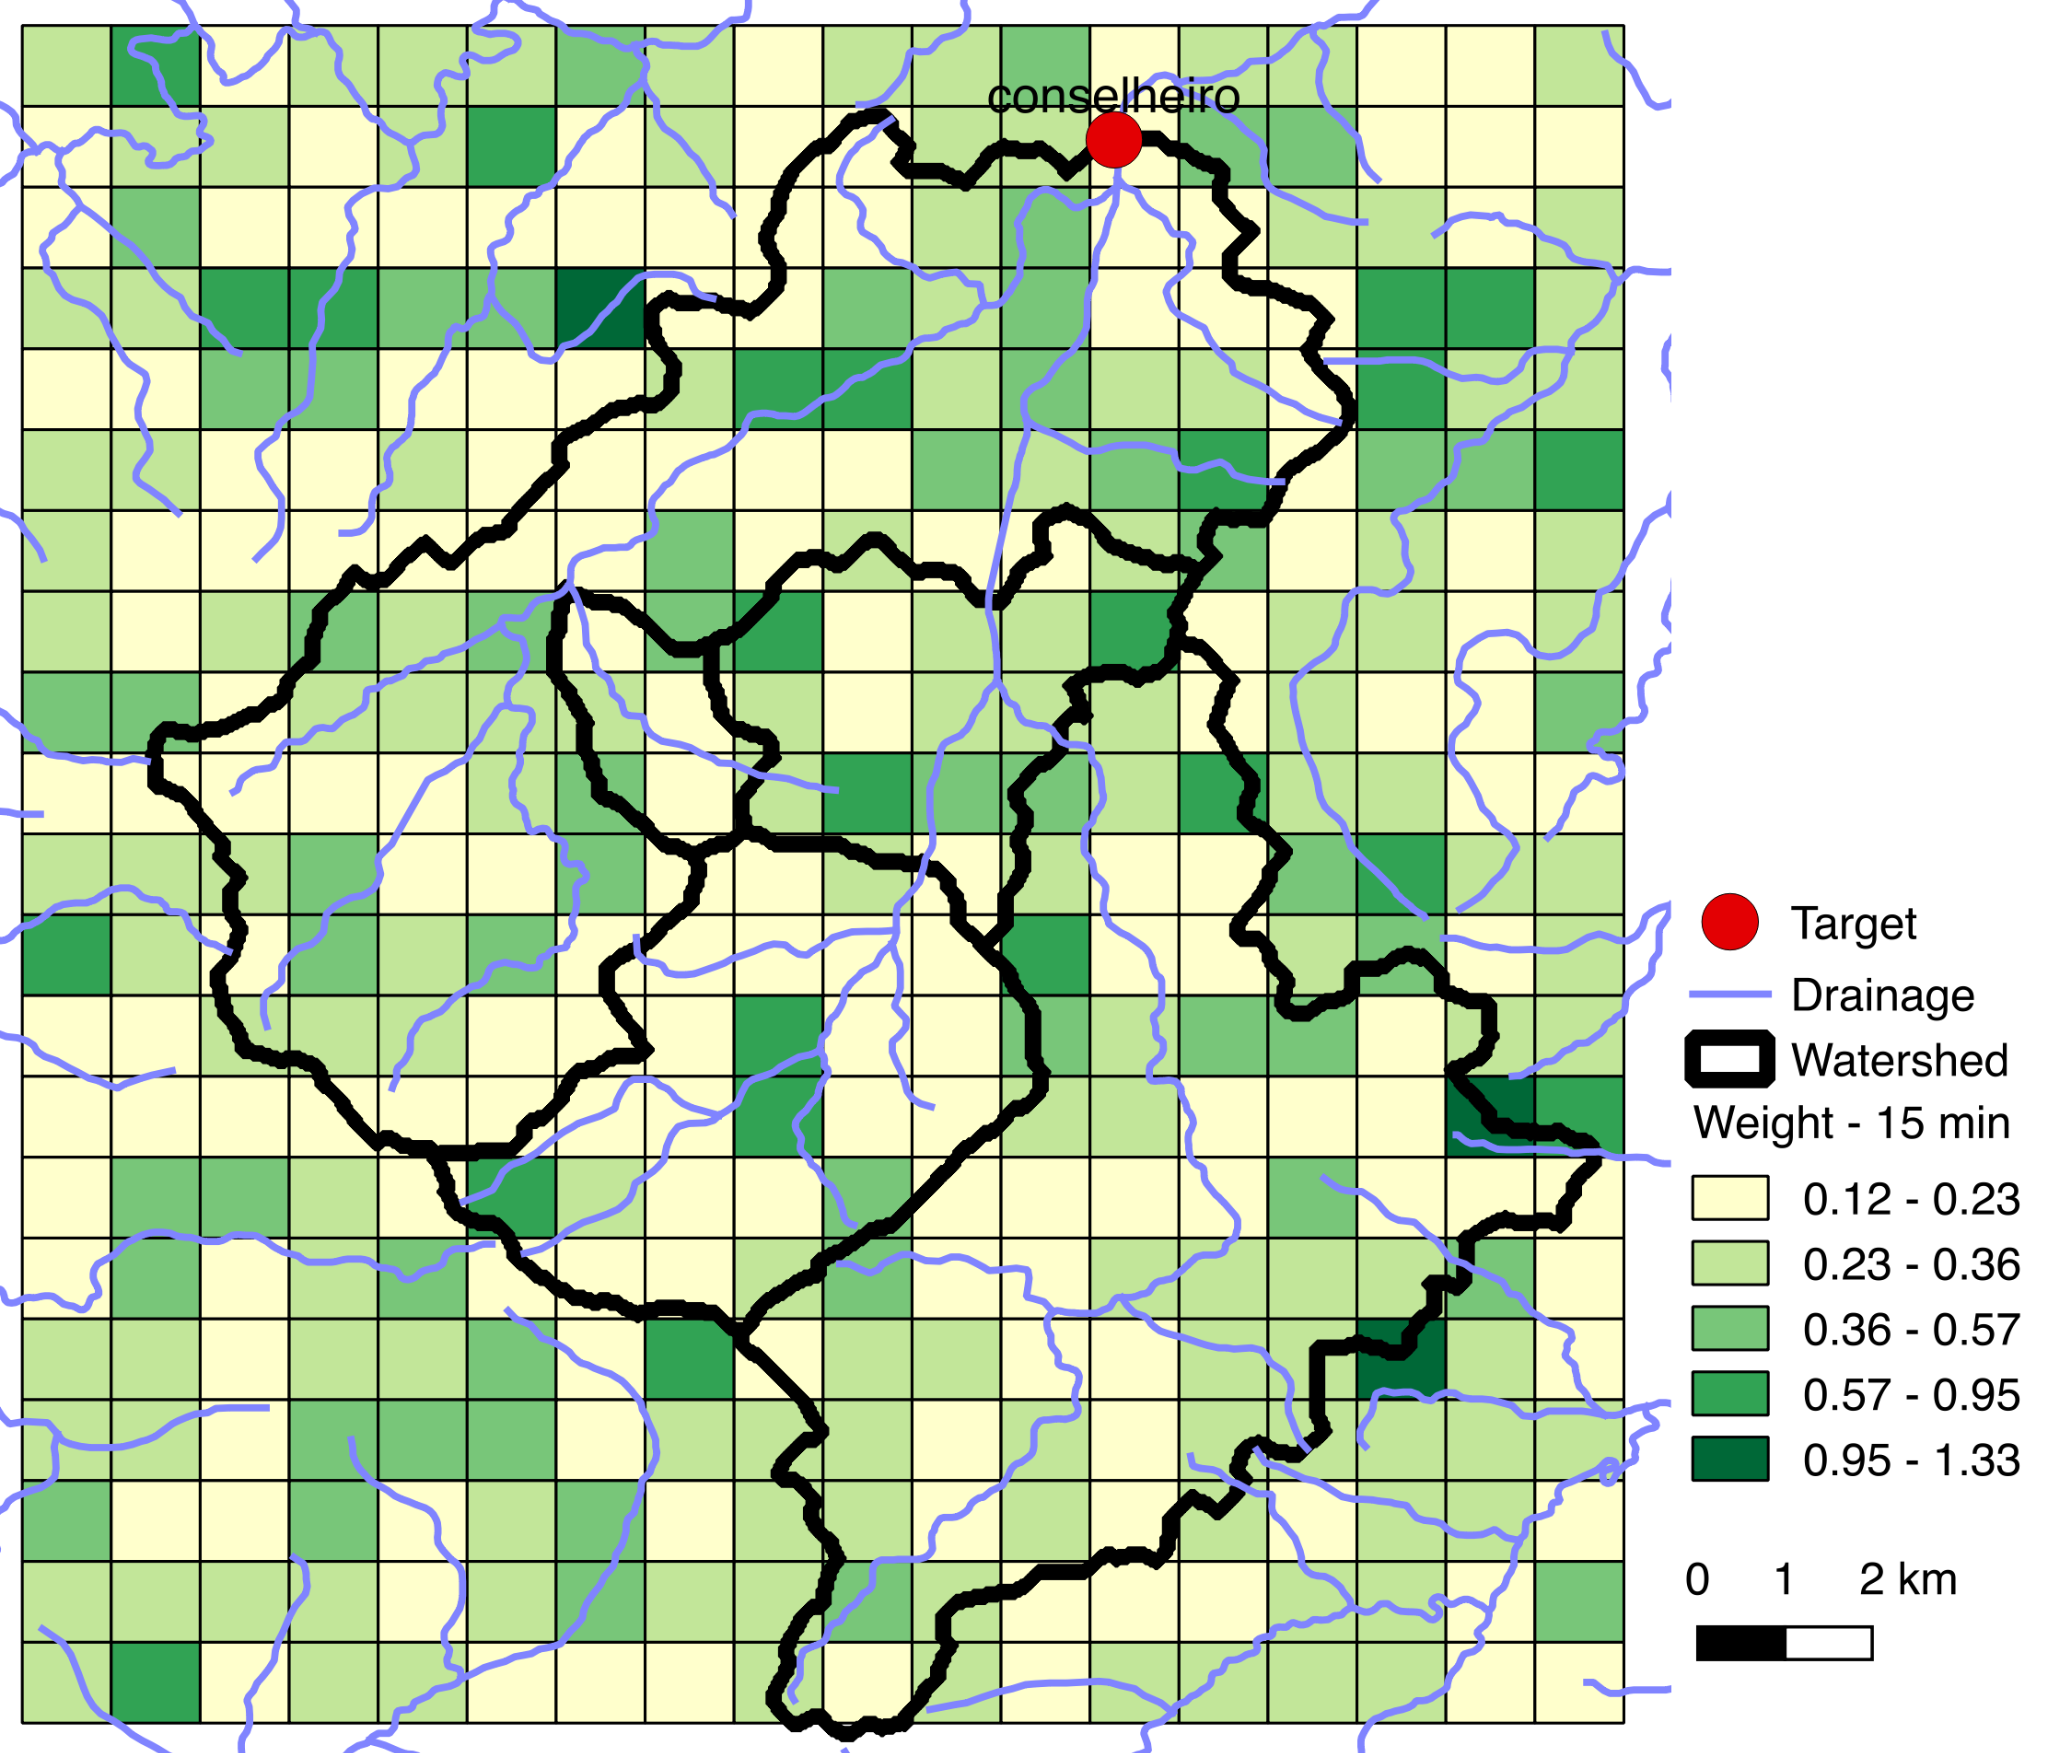 conselheiro
Target
Drainage
Watershed
Weight - 15 min
0.12 - 0.23
0.23 - 0.36
0.36 - 0.57
0.57 - 0.95
0.95 - 1.33
0 1 2 km